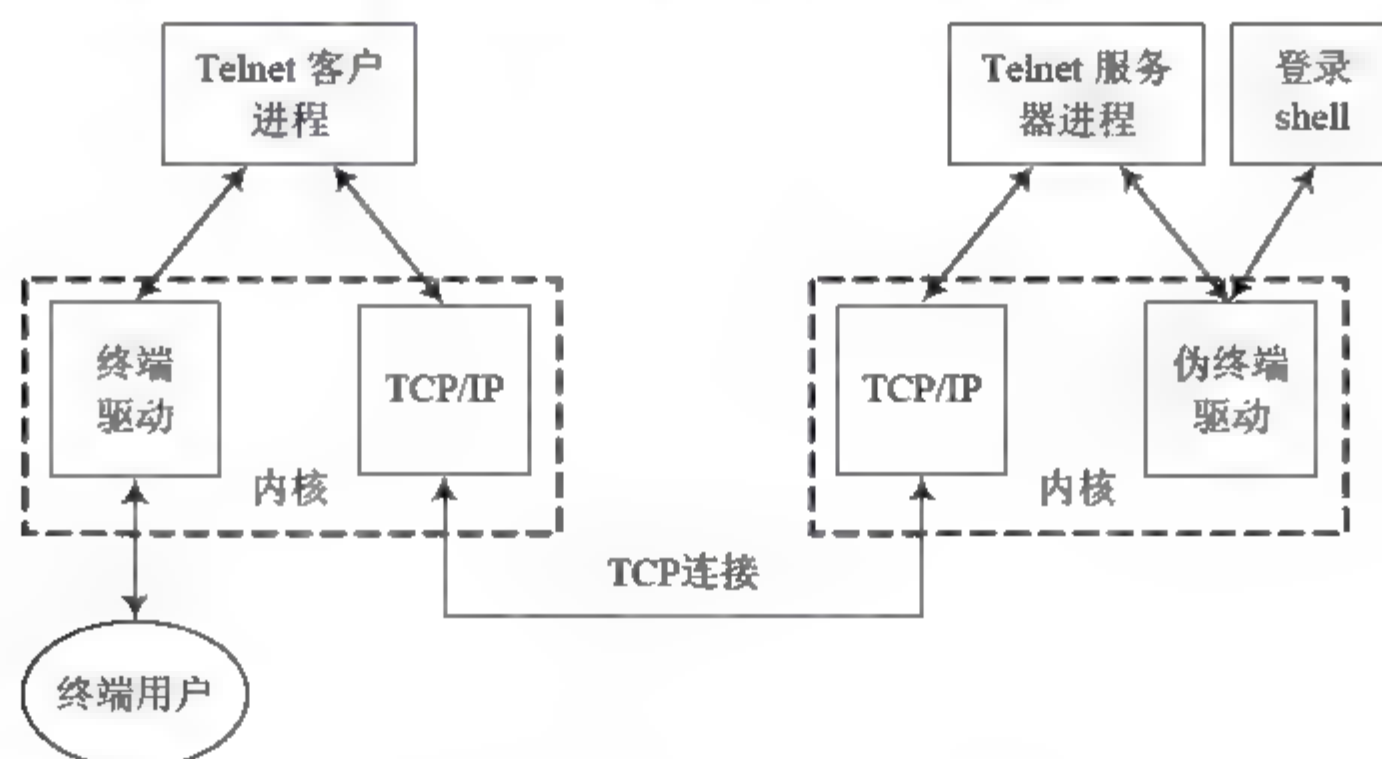 Telnet 客户
进程
Telnet 服务
器进程
登录
shell
终端
驱动
TCP/IP
内核
TCP/IP
伪终端
驱动
内核
TCP连接
终端用户